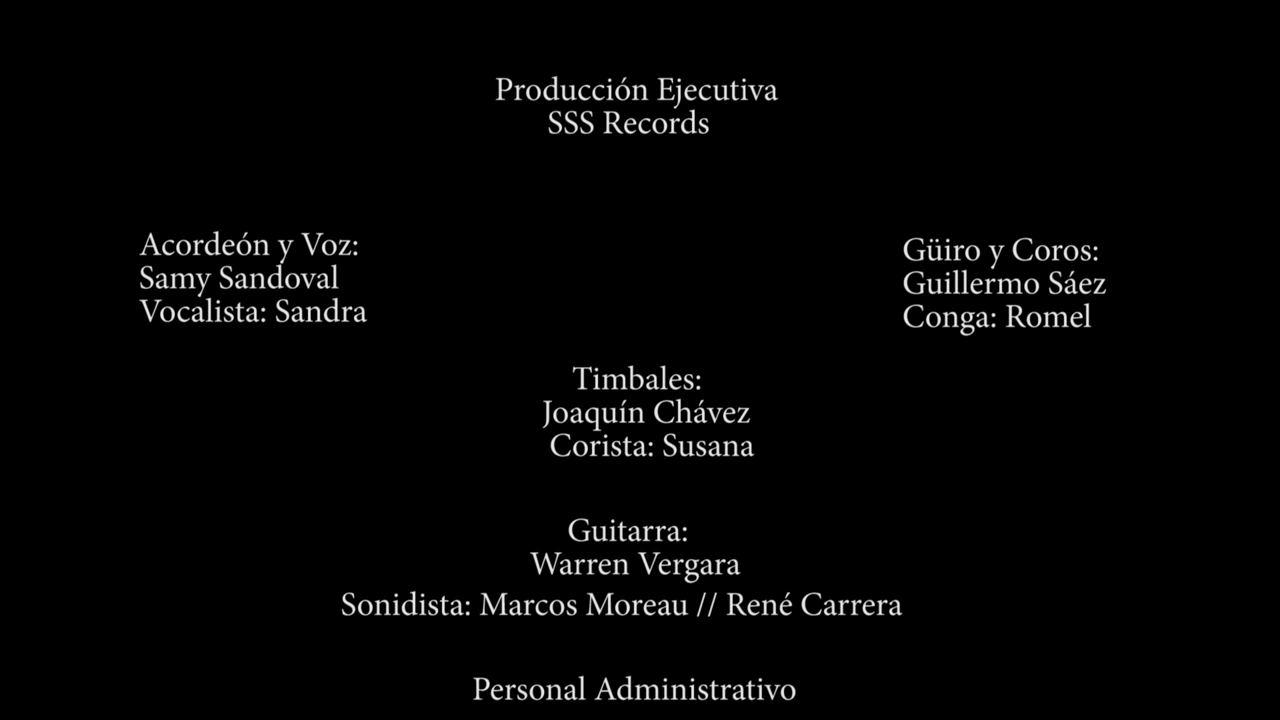 Producción Ejecutiva
SSS Records
Acordeón y Voz:
Samy Sandoval
Vocalista: Sandra
Güiro y Coros:
Guillermo Sáez
Conga: Romel
Timbales:
Joaquín Chávez
Corista: Susana
Guitarra:
Warren Vergara
Sonidista: Marcos Moreau // René Carrera
Personal Administrativo